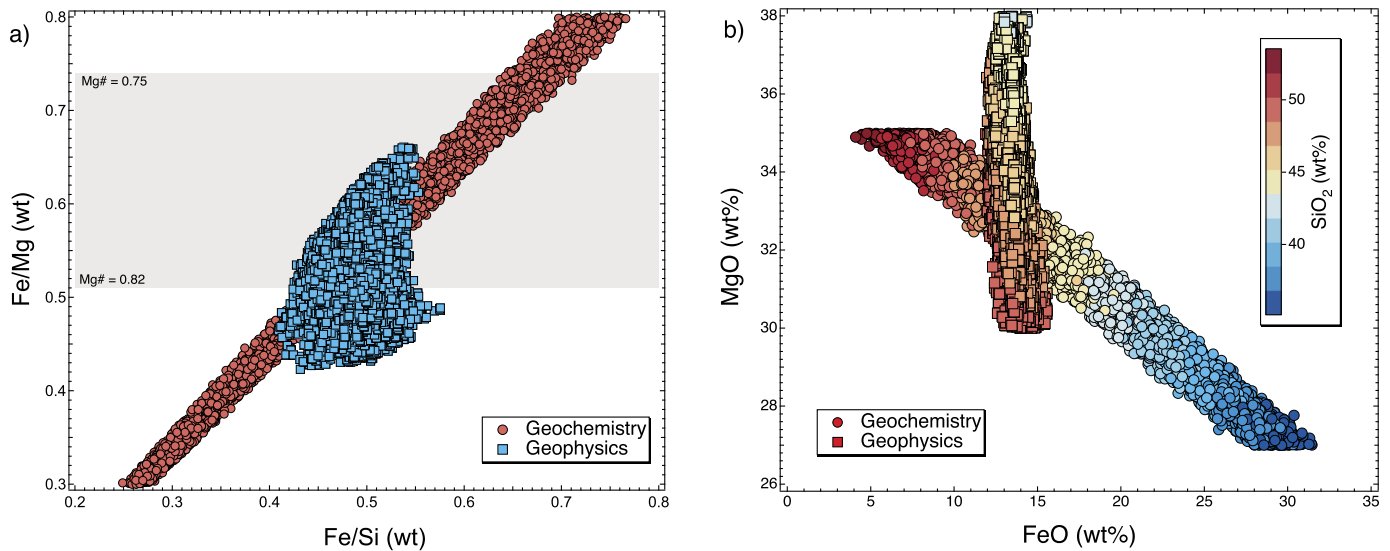 a)
0.8
0.7
0.6
0.5
0.4
0.3
Fe/Mg (wt)
Mg# = 0.75
Mg# = 0.82
Geochemistry
Geophysics
0.2 0.3 0.4 0.5 0.6 0.7 0.8
Fe/Si (wt)
b)
38
36
34
32
30
28
26
MgO (wt%)
50
45
40
SiO2 (wt%)
Geochemistry
Geophysics
0 5 10 15 20 25 30 35
FeO (wt%)